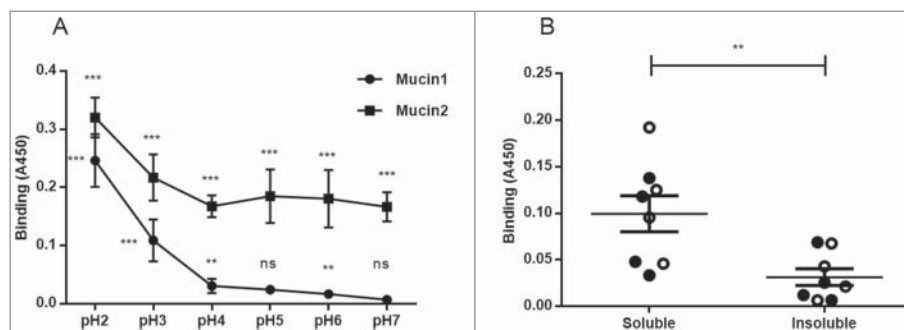 A
Binding (A450)
0.4
0.3
0.2
0.1
0.0
Mucin1
Mucin2
***
***
***
***
***
**
***
ns
***
**
***
ns
pH2 pH3 pH4 pH5 pH6 pH7
B
**
Binding (A450)
0.25
0.20
0.15
0.10
0.05
0.00
Soluble Insoluble